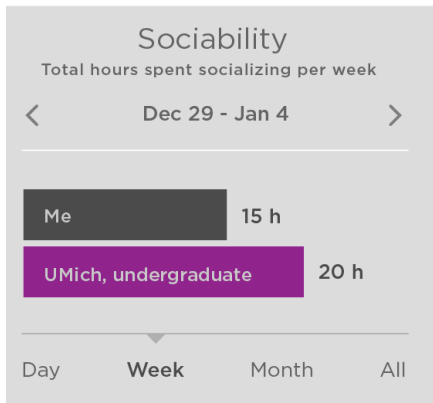 Sociability
Total hours spent socializing per week
Dec 29 - Jan 4
Me 15 h
UMich, undergraduate 20 h
Day Week Month All